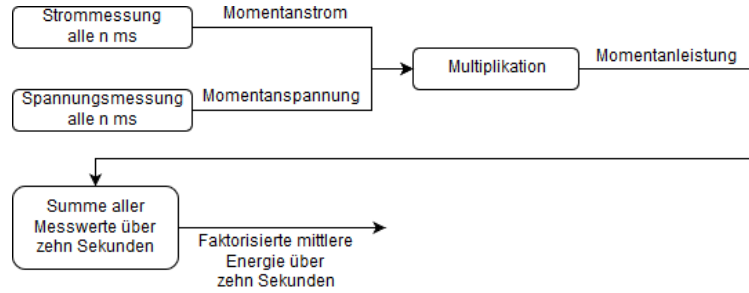 Strommessung
alle n ms
Momentanstrom
Spannungsmessung
alle n ms
Momentanspannung
Multiplikation
Momentanleistung
Summe aller
Messwerte über
zehn Sekunden
Faktorisierte mittlere
Energie über
zehn Sekunden